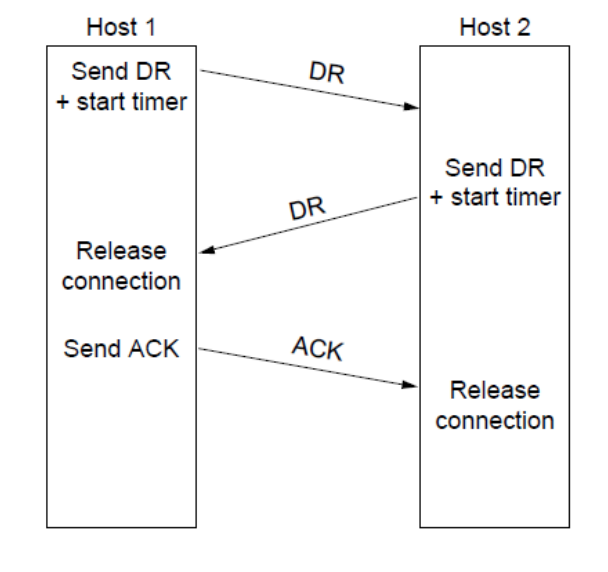 Host 1
Host 2
Send DR
+ start timer
DR
Send DR
+ start timer
DR
Release
connection
Send ACK
ACK
Release
connection